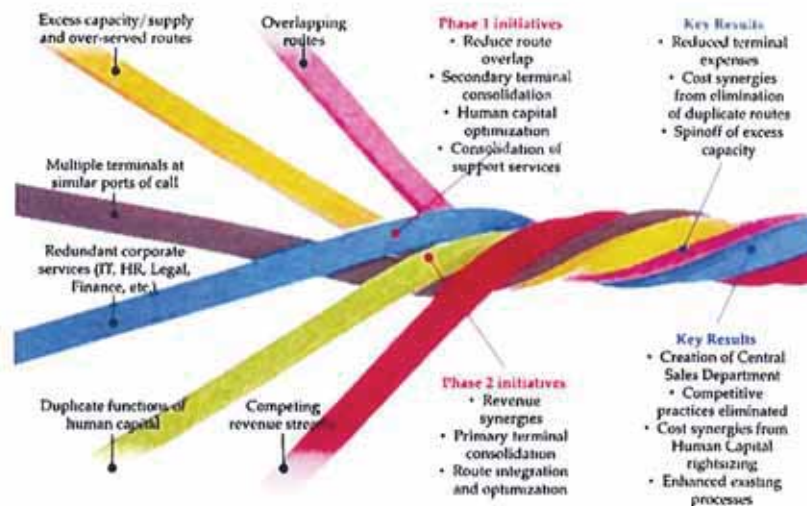 Excess capacity/supply
and over-served routes
Overlapping
routes
Phase 1 initiatives
• Reduce route
overlap
• Secondary terminal
consolidation
• Human capital
optimization
• Consolidation of
support services
Key Results
• Reduced terminal
expenses
• Cost synergies
from elimination
of duplicate routes
• Spinoff of excess
capacity
Multiple terminals at
similar ports of call
Redundant corporate
services (IT, HR, Legal,
Finance, etc.)
Duplicate functions of
human capital
Competing
revenue streams
Phase 2 initiatives
• Revenue
synergies
• Primary terminal
consolidation
• Route integration
and optimization
Key Results
• Creation of Central
Sales Department
• Competitive
practices eliminated
• Cost synergies from
Human Capital
rightsizing
• Enhanced existing
processes